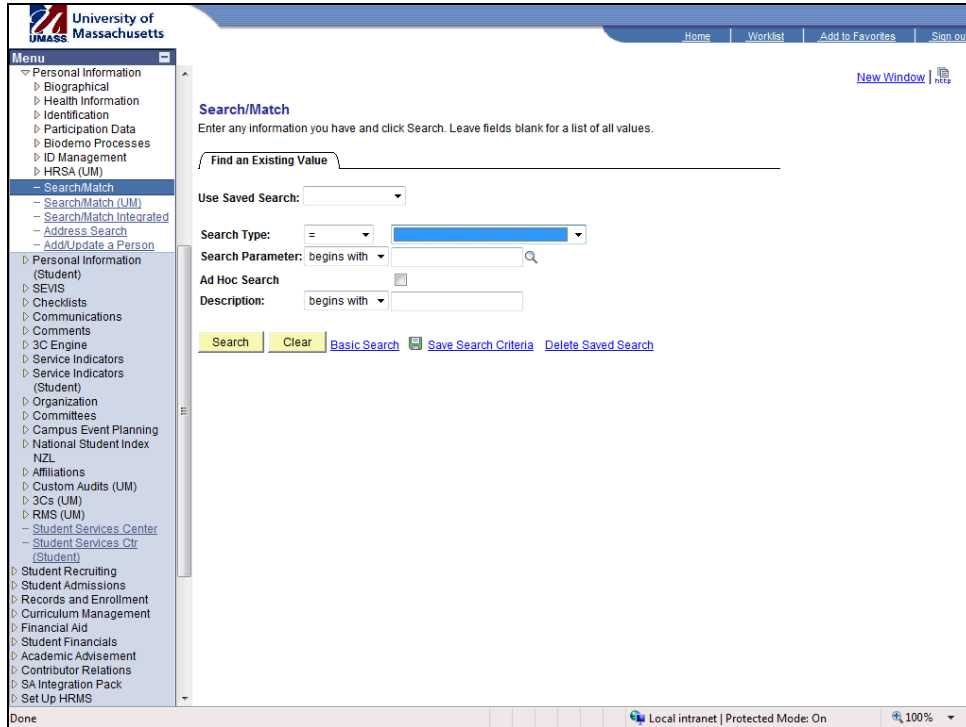 University of
UMASS Massachusetts
Home Worklist Add to Favorites Sign ou
Menu
Personal Information
Biographical
Health Information
Identification
Participation Data
Biodemo Processes
ID Management
HRSA (UM)
Search/Match
Search/Match (UM)
Search/Match Integrated
Address Search
Add/Update a Person
Personal Information
(Student)
SEVIS
Checklists
Communications
Comments
3C Engine
Service Indicators
Service Indicators
(Student)
Organization
Committees
Campus Event Planning
National Student Index
NZL
Affiliations
Custom Audits (UM)
3Cs (UM)
RMS (UM)
Student Services Center
Student Services Ctr
(Student)
Student Recruiting
Student Admissions
Records and Enrollment
Curriculum Management
Financial Aid
Student Financials
Academic Advisement
Contributor Relations
SA Integration Pack
Set Up HRMS
New Window http
Search/Match
Enter any information you have and click Search. Leave fields blank for a list of all values.
Find an Existing Value
Use Saved Search:
Search Type: =
Search Parameter: begins with
Ad Hoc Search
Description: begins with
Search Clear Basic Search Save Search Criteria Delete Saved Search
Done Local intranet | Protected Mode: On 100%